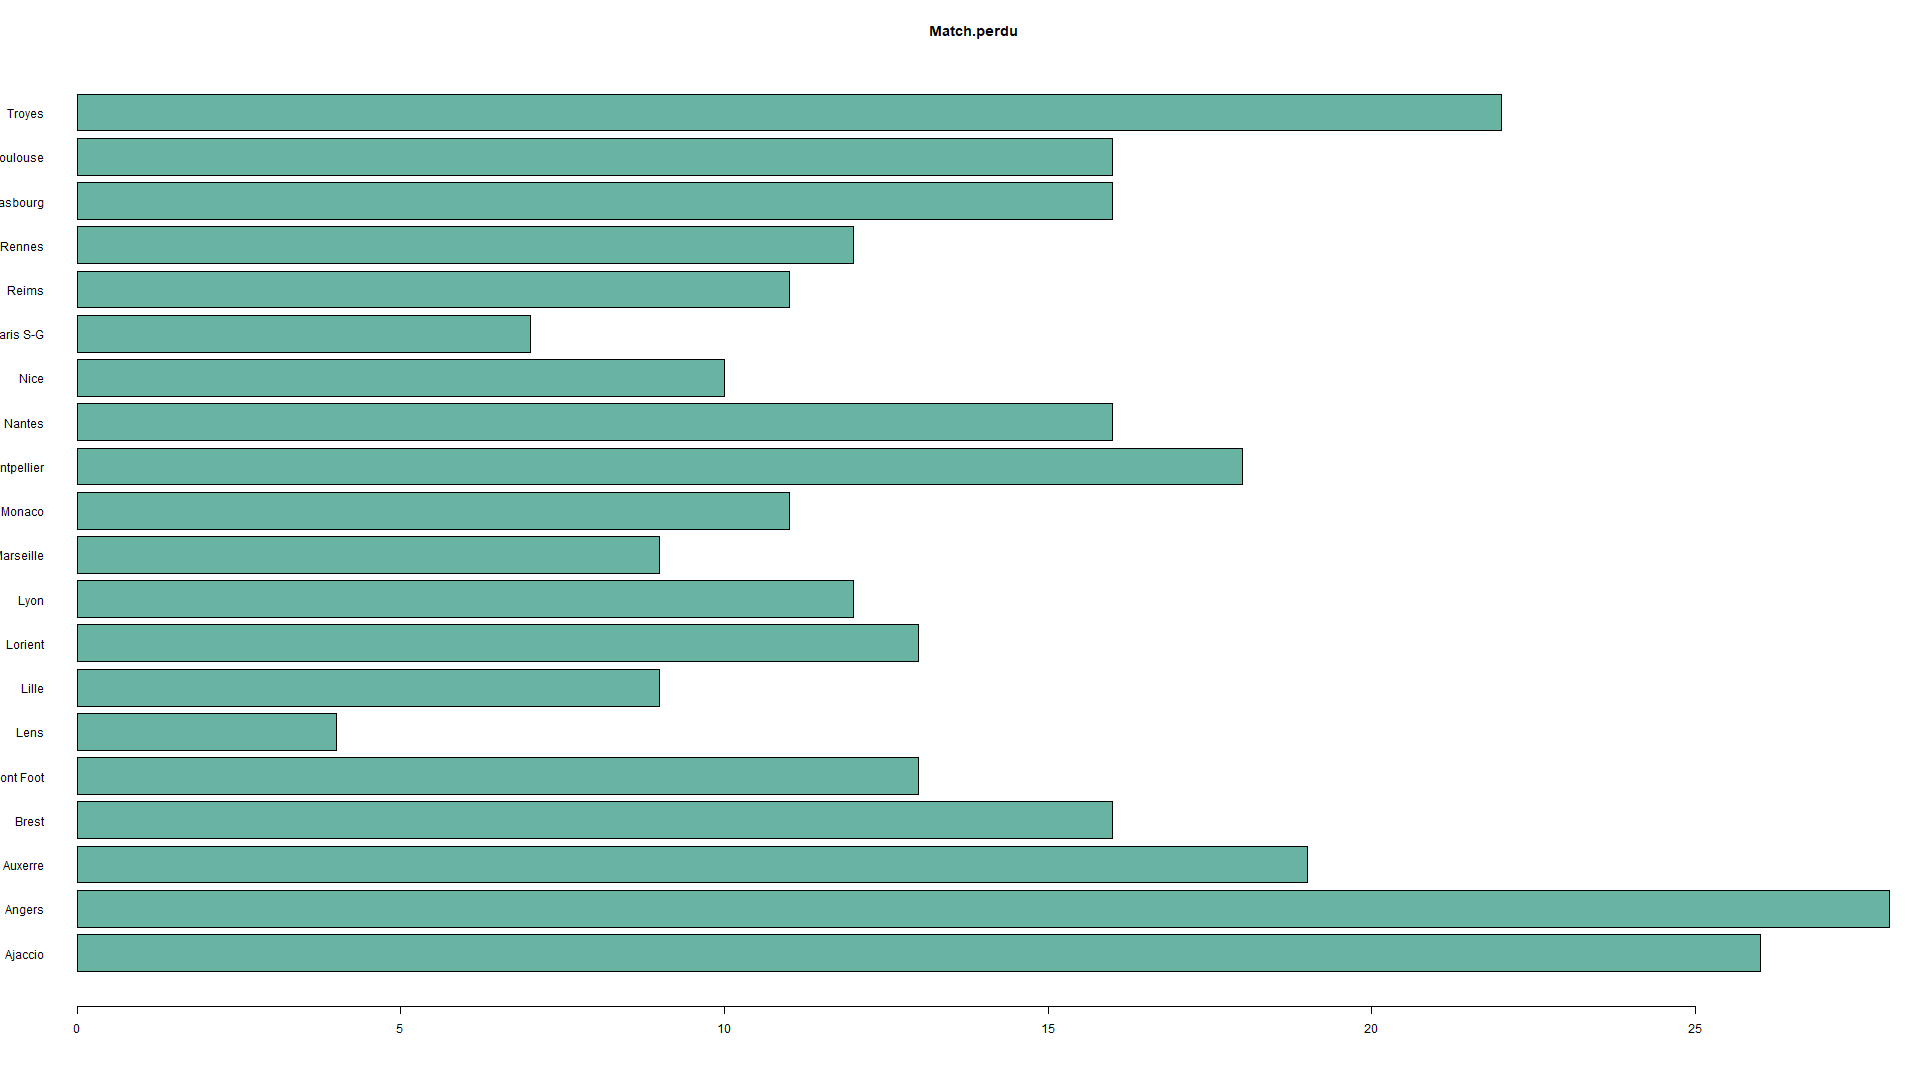 Match.perdu
Troyes
oulouse
asbourg
Rennes
Reims
aris S-G
Nice
Nantes
ntpellier
Monaco
Marseille
Lyon
Lorient
Lille
Lens
ont Foot
Brest
Auxerre
Angers
Ajaccio
0 5 10 15 20 25